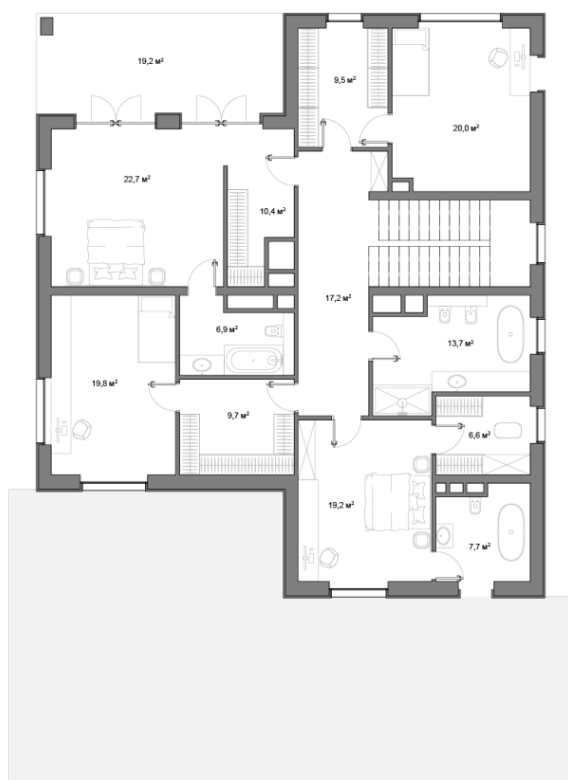 19,2 м²
9,5 м²
20,0 м²
22,7 м²
10,4 м²
17,2 м²
6,9 м²
13,7 м²
19,8 м²
9,7 м²
6,6 м²
19,2 м²
7,7 м²